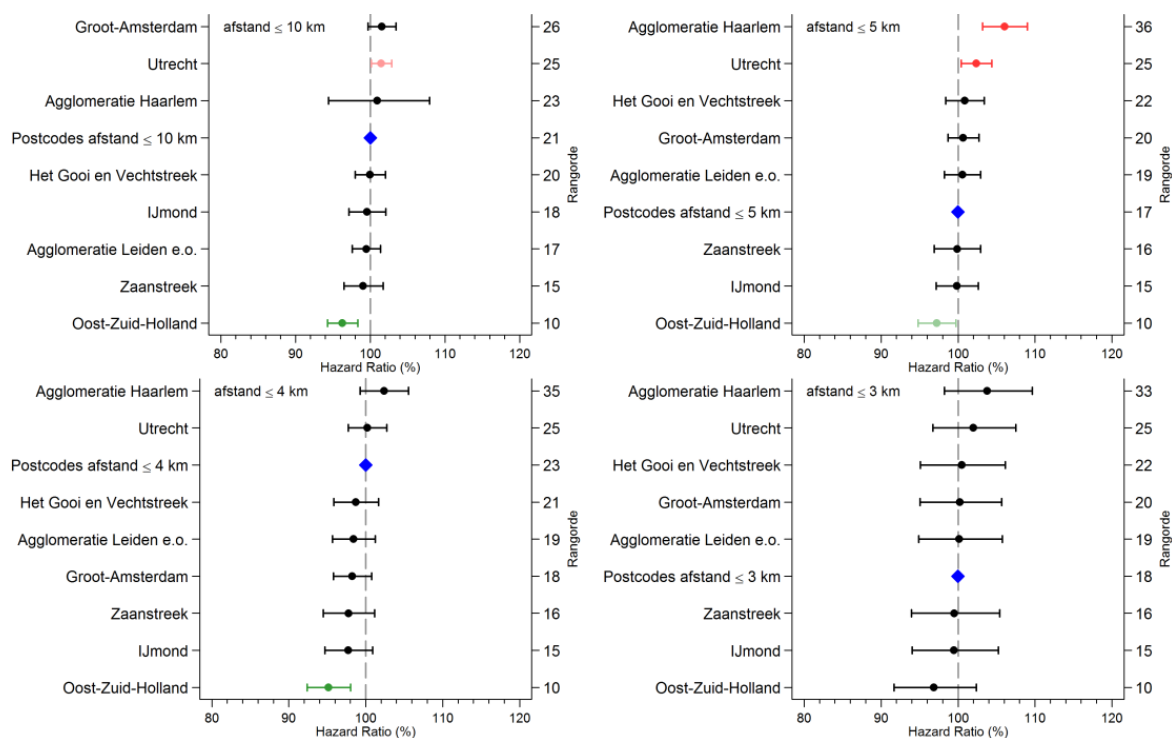 afstand ≤ 10 km
Groot-Amsterdam 26
Utrecht 25
Agglomeratie Haarlem 23
Postcodes afstand ≤ 10 km 21
Het Gooi en Vechtstreek 20
IJmond 18
Agglomeratie Leiden e.o. 17
Zaanstreek 15
Oost-Zuid-Holland 10
Rangorde
80 90 100 110 120
Hazard Ratio (%)
afstand ≤ 5 km
Agglomeratie Haarlem 36
Utrecht 25
Het Gooi en Vechtstreek 22
Groot-Amsterdam 20
Agglomeratie Leiden e.o. 19
Postcodes afstand ≤ 5 km 17
Zaanstreek 16
IJmond 15
Oost-Zuid-Holland 10
Rangorde
80 90 100 110 120
Hazard Ratio (%)
afstand ≤ 4 km
Agglomeratie Haarlem 35
Utrecht 25
Postcodes afstand ≤ 4 km 23
Het Gooi en Vechtstreek 21
Agglomeratie Leiden e.o. 19
Groot-Amsterdam 18
Zaanstreek 16
IJmond 15
Oost-Zuid-Holland 10
Rangorde
80 90 100 110 120
Hazard Ratio (%)
afstand ≤ 3 km
Agglomeratie Haarlem 33
Utrecht 25
Het Gooi en Vechtstreek 22
Groot-Amsterdam 20
Agglomeratie Leiden e.o. 19
Postcodes afstand ≤ 3 km 18
Zaanstreek 16
IJmond 15
Oost-Zuid-Holland 10
Rangorde
80 90 100 110 120
Hazard Ratio (%)